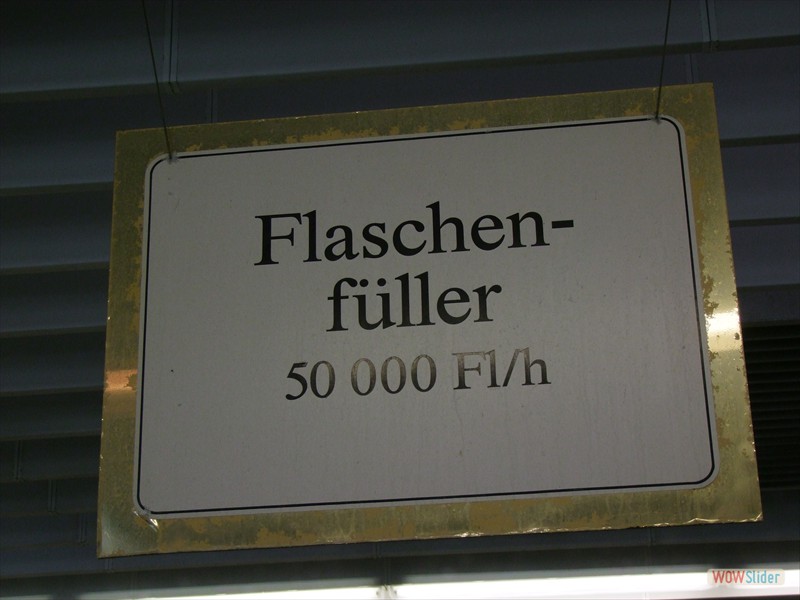 Flaschen-
füller
50 000 Fl/h
WOWSlider